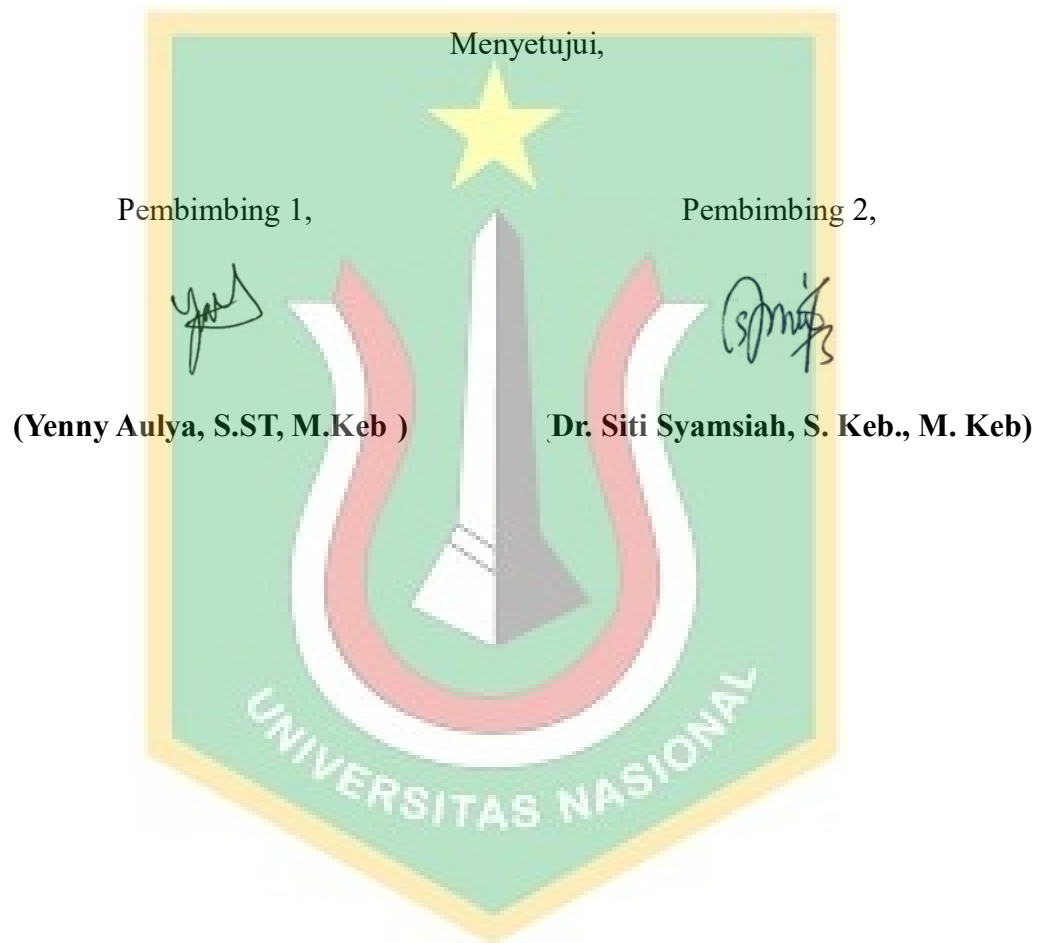 Menyetujui,
Pembimbing 1, Pembimbing 2,
(Yenny Aulya, S.ST, M.Keb ) (Dr. Siti Syamsiah, S. Keb., M. Keb)
UNIVERSITAS NASIONAL